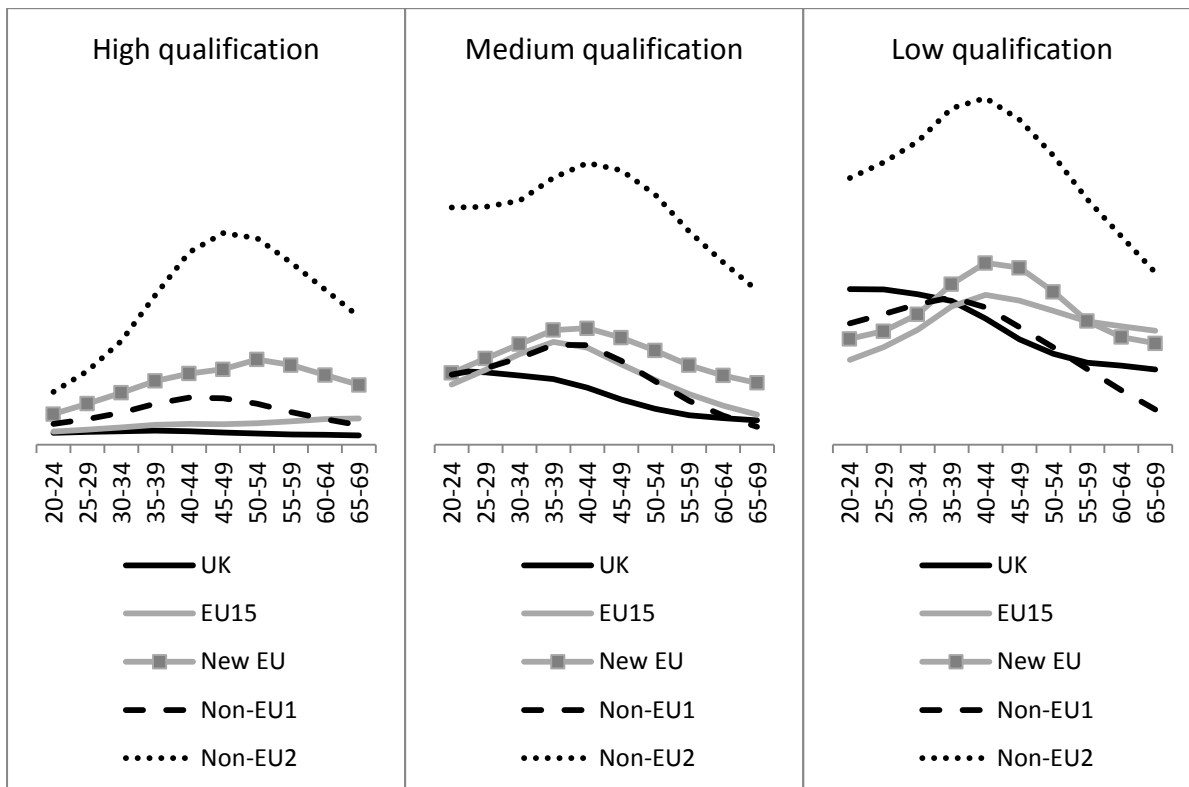 High qualification
20-24
25-29
30-34
35-39
40-44
45-49
50-54
55-59
60-64
65-69
UK
EU15
New EU
Non-EU1
Non-EU2
Medium qualification
20-24
25-29
30-34
35-39
40-44
45-49
50-54
55-59
60-64
65-69
UK
EU15
New EU
Non-EU1
Non-EU2
Low qualification
20-24
25-29
30-34
35-39
40-44
45-49
50-54
55-59
60-64
65-69
UK
EU15
New EU
Non-EU1
Non-EU2